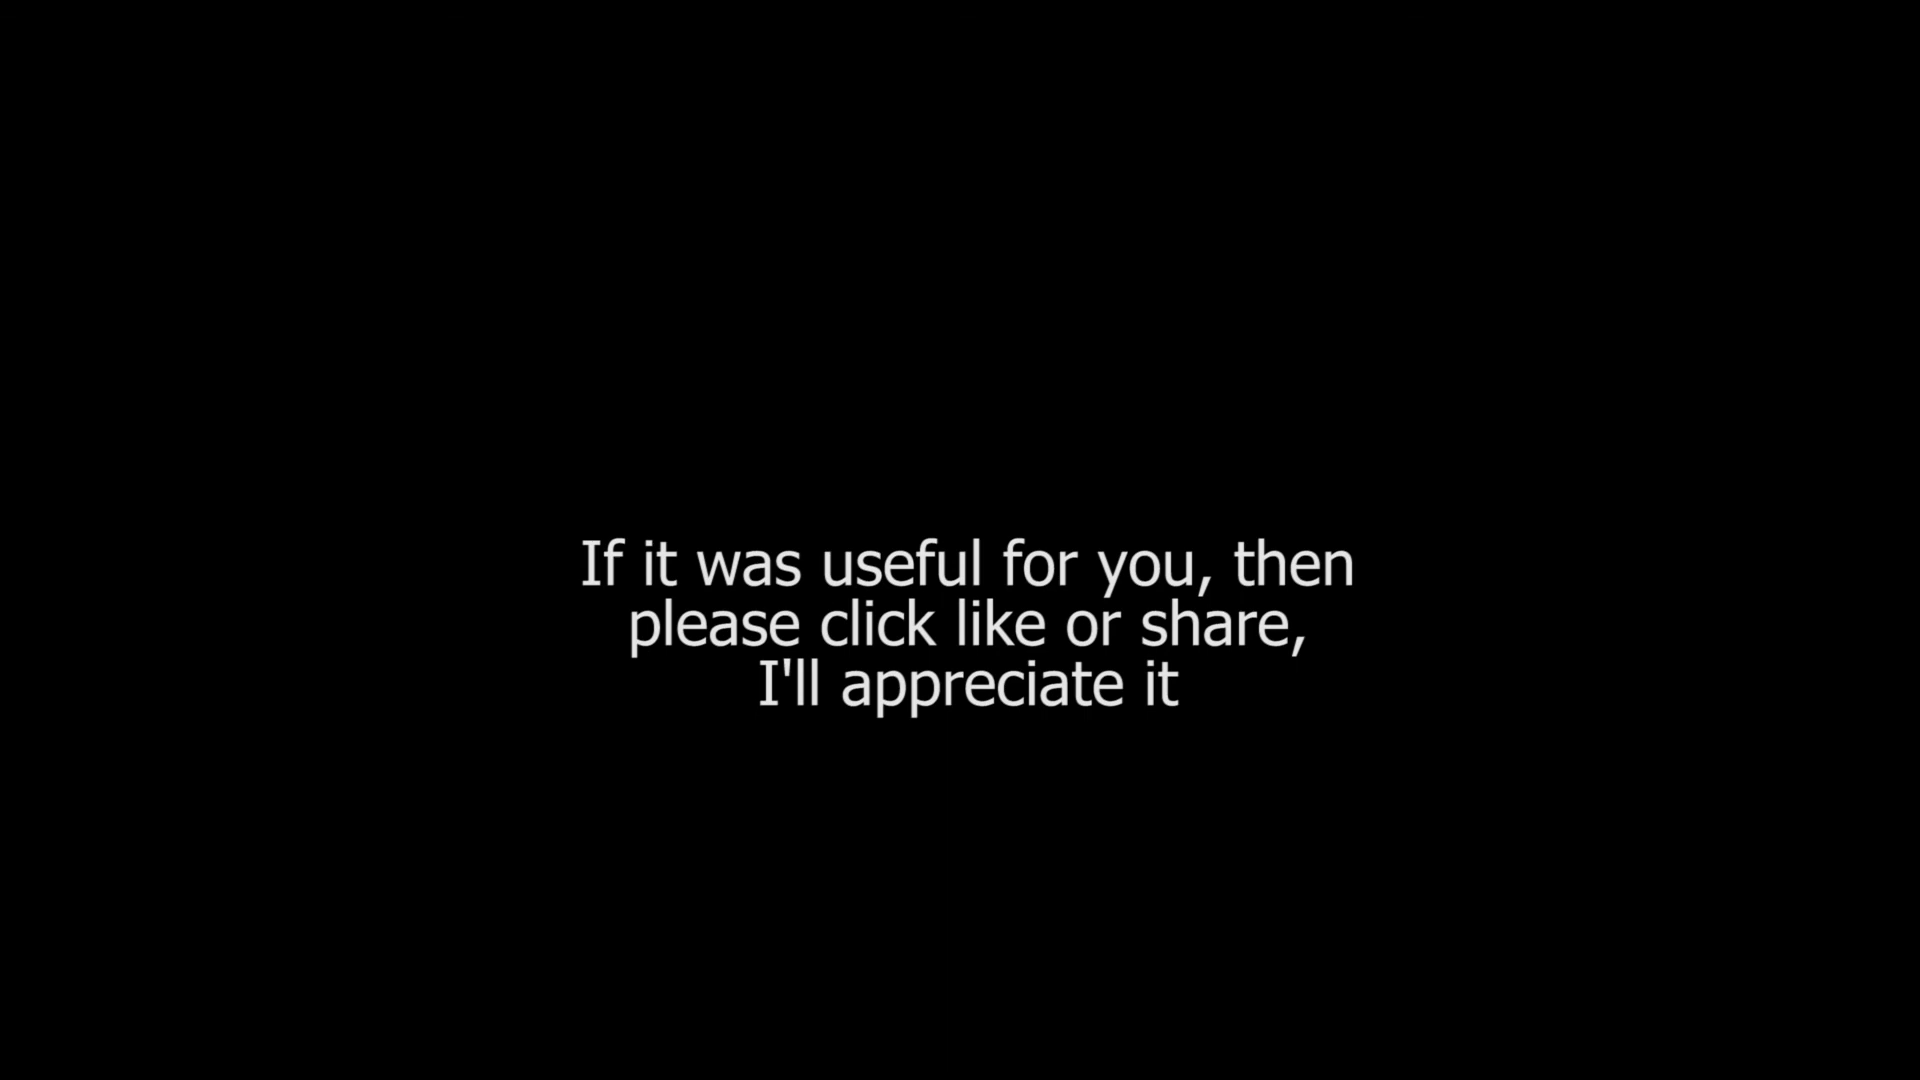 If it was useful for you, then
please click like or share,
I'll appreciate it